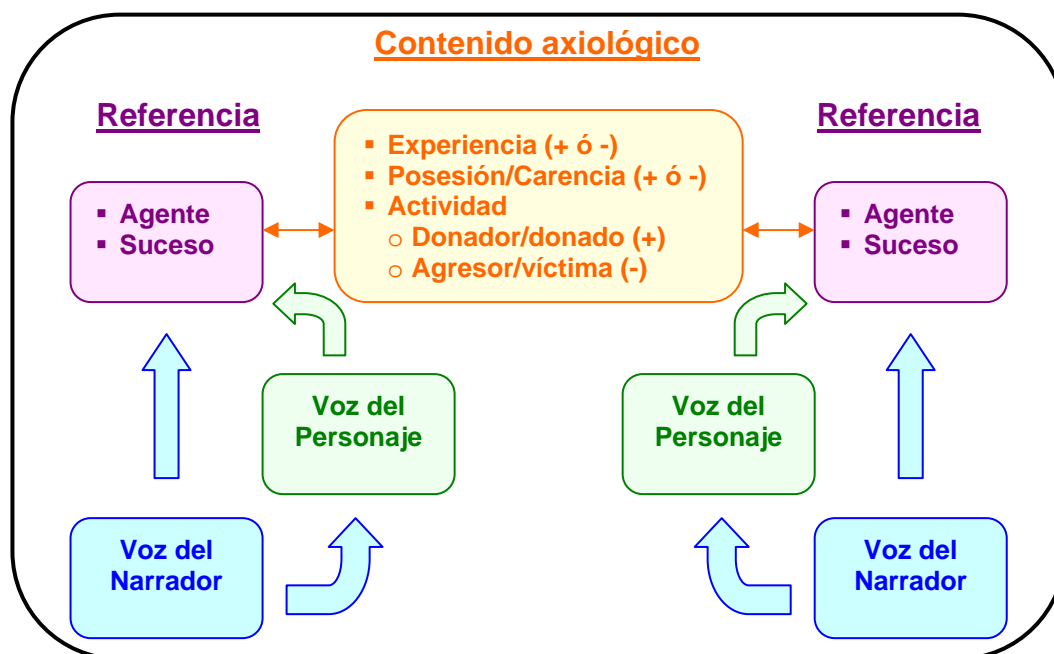 Contenido axiológico
Referencia
Referencia
▪ Experiencia (+ ó -)
▪ Posesión/Carencia (+ ó -)
▪ Actividad
o Donador/donado (+)
o Agresor/víctima (-)
▪ Agente
▪ Suceso
▪ Agente
▪ Suceso
Voz del
Personaje
Voz del
Personaje
Voz del
Narrador
Voz del
Narrador